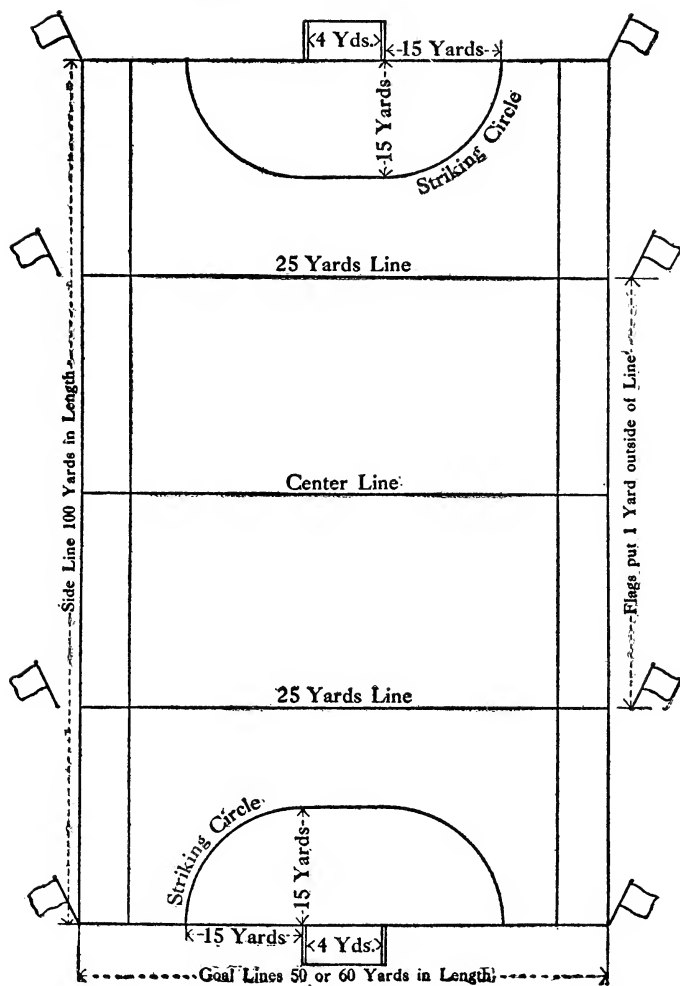 4 Yds.
15 Yards
15 Yards
Striking Circle
25 Yards Line
Side Line 100 Yards in Length
Flags put 1 Yard outside of Line
Center Line
25 Yards Line
Striking Circle
15 Yards
15 Yards
4 Yds.
Goal Lines 50 or 60 Yards in Length